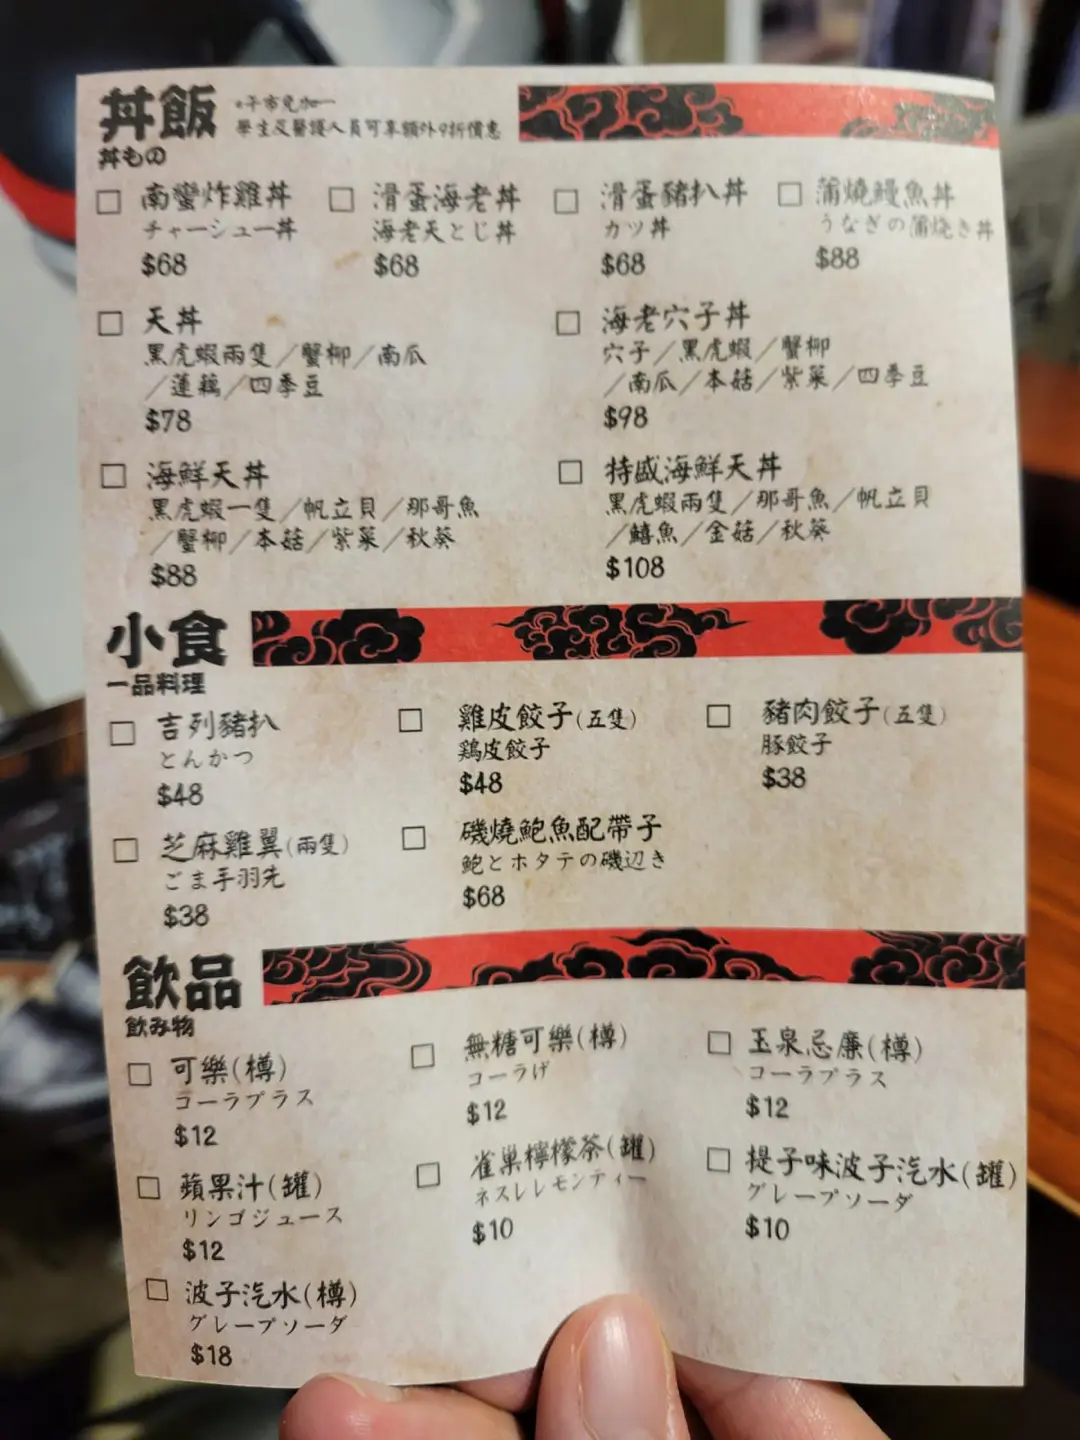 丼飯
*平市免加一
學生及醫護人員可享額外9折優惠
丼もの
南蠻炸雞丼
チャーシュー丼
$68
滑蛋海老丼
海老天とじ丼
$68
滑蛋豬扒丼
カツ丼
$68
蒲燒鰻魚丼
うなぎの蒲焼き丼
$88
天丼
黑虎蝦兩隻／蟹柳／南瓜
／蓮藕／四季豆
$78
海老穴子丼
穴子／黑虎蝦／蟹柳
／南瓜／本菇／紫菜／四季豆
$98
海鮮天丼
黑虎蝦一隻／帆立貝／那哥魚
／蟹柳／本菇／紫菜／秋葵
$88
特盛海鮮天丼
黑虎蝦兩隻／那哥魚／帆立貝
／鱚魚／金菇／秋葵
$108
小食
一品料理
吉列豬扒
とんかつ
$48
雞皮餃子(五隻)
鶏皮餃子
$48
豬肉餃子(五隻)
豚餃子
$38
芝麻雞翼(兩隻)
ごま手羽先
$38
磯燒鮑魚配帶子
鮑とホタテの磯辺き
$68
飲品
飲み物
可樂(樽)
コーラプラス
$12
無糖可樂(樽)
コーラげ
$12
玉泉忌廉(樽)
コーラプラス
$12
蘋果汁(罐)
リンゴジュース
$12
雀巢檸檬茶(罐)
ネスレレモンティー
$10
提子味波子汽水(罐)
グレープソーダ
$10
波子汽水(樽)
グレープソーダ
$18